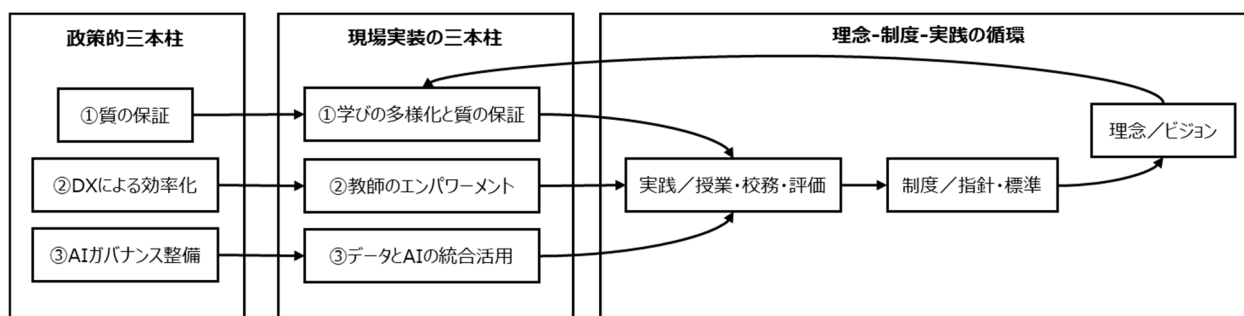 政策的三本柱
①質の保証
②DXによる効率化
③AIガバナンス整備
現場実装の三本柱
①学びの多様化と質の保証
②教師のエンパワーメント
③データとAIの統合活用
理念-制度-実践の循環
実践／授業・校務・評価
制度／指針・標準
理念／ビジョン